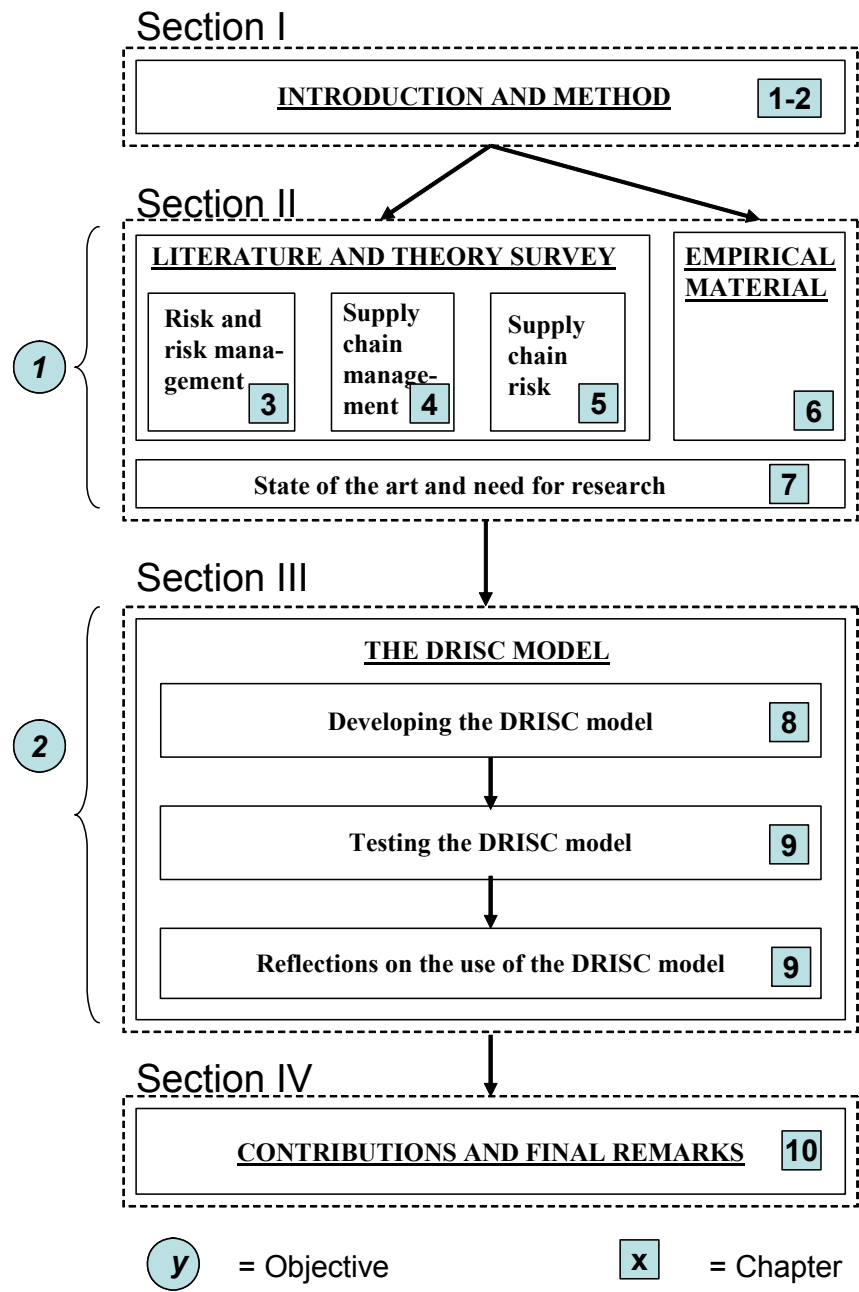 Section I
INTRODUCTION AND METHOD
1-2
Section II
1
LITERATURE AND THEORY SURVEY
Risk and
risk mana-
gement
3
Supply
chain
manage-
ment
4
Supply
chain
risk
5
EMPIRICAL
MATERIAL
6
State of the art and need for research
7
Section III
2
THE DRISC MODEL
Developing the DRISC model
8
Testing the DRISC model
9
Reflections on the use of the DRISC model
9
Section IV
CONTRIBUTIONS AND FINAL REMARKS
10
y = Objective
x = Chapter